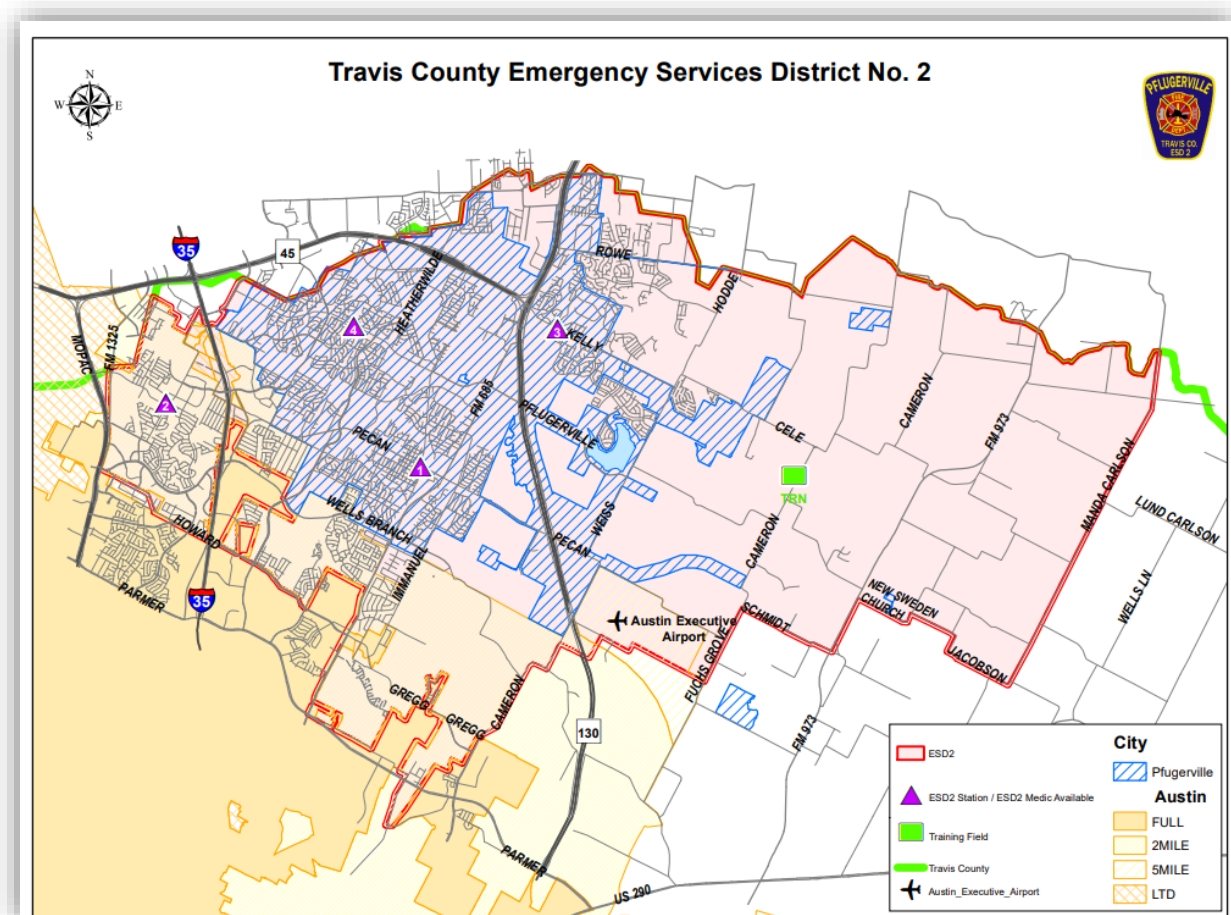 Travis County Emergency Services District No. 2
N
W
E
S
PFLUGERVILLE
FIRE
DEPT
TRAVIS CO.
ESD 2
35
45
ROWE
HEATHERWILDE
HODDE
FM 1325
MOPAC
4
3
KELLY
2
FM 685
PFLUGERVILLE
CAMERON
FM 973
CELE
PECAN
1
TRN
MANDA CARLSON
LUND CARLSON
WELLS BRANCH
HOWARD
WEISS
PECAN
CAMERON
IMMANUEL
PARMER
35
NEW SWEDEN
CHURCH
SCHMIDT
WELLS LN
Austin Executive
Airport
FUCHS GROVE
JACOBSON
CAMERON
GREGG
GREGG
130
FM 973
PARMER
US 290
ESD2
ESD2 Station / ESD2 Medic Available
Training Field
Travis County
Austin_Executive_Airport
City
Pfugerville
Austin
FULL
2MILE
5MILE
LTD